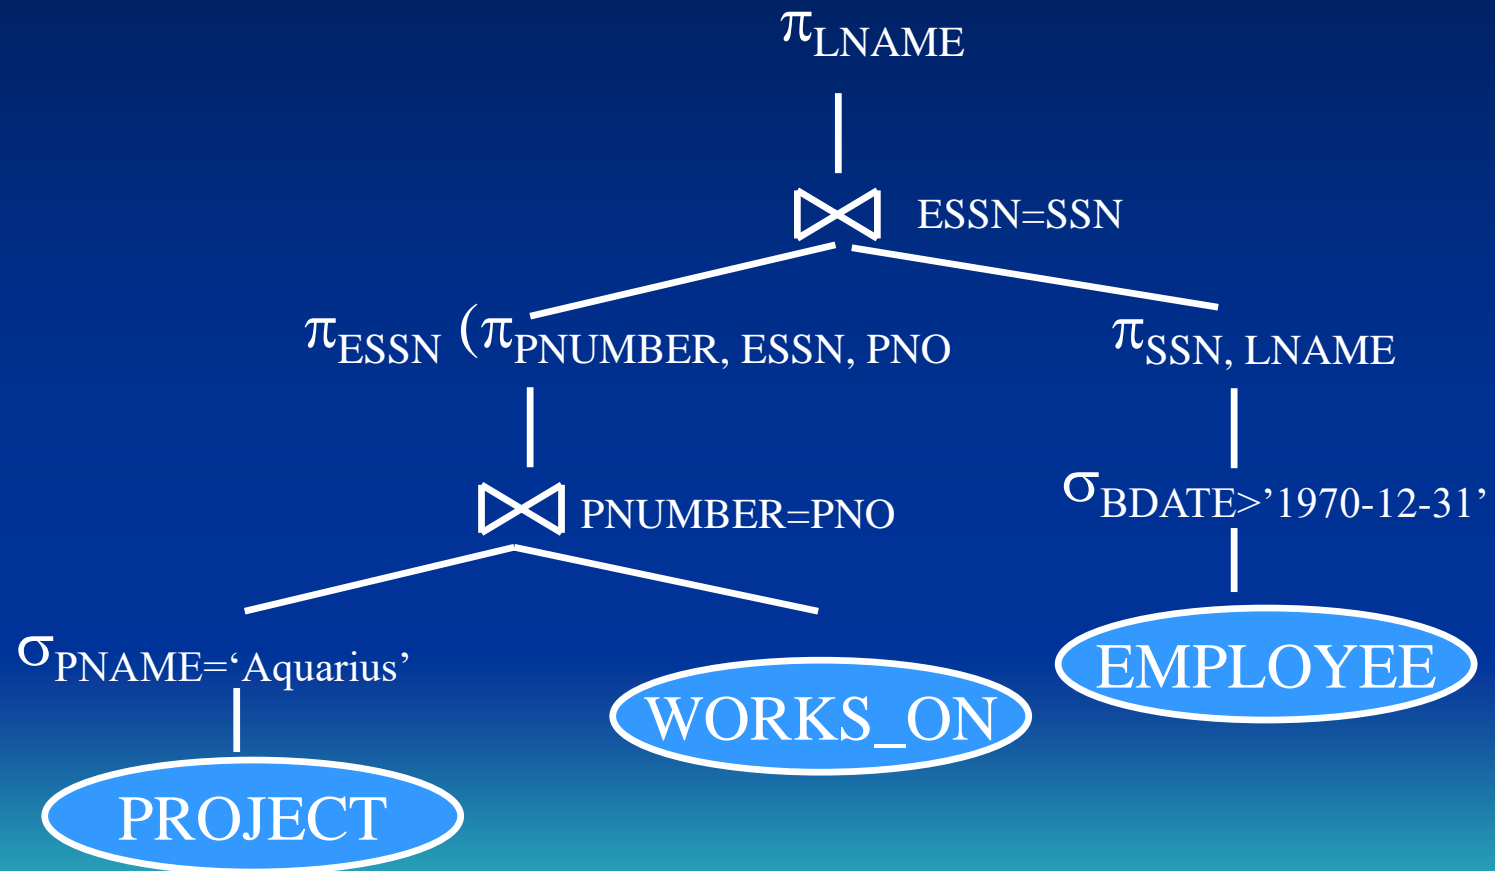 πLNAME
ESSN=SSN
πESSN (πPNUMBER, ESSN, PNO
πSSN, LNAME
PNUMBER=PNO
σBDATE>’1970-12-31’
σPNAME=‘Aquarius’
EMPLOYEE
WORKS_ON
PROJECT